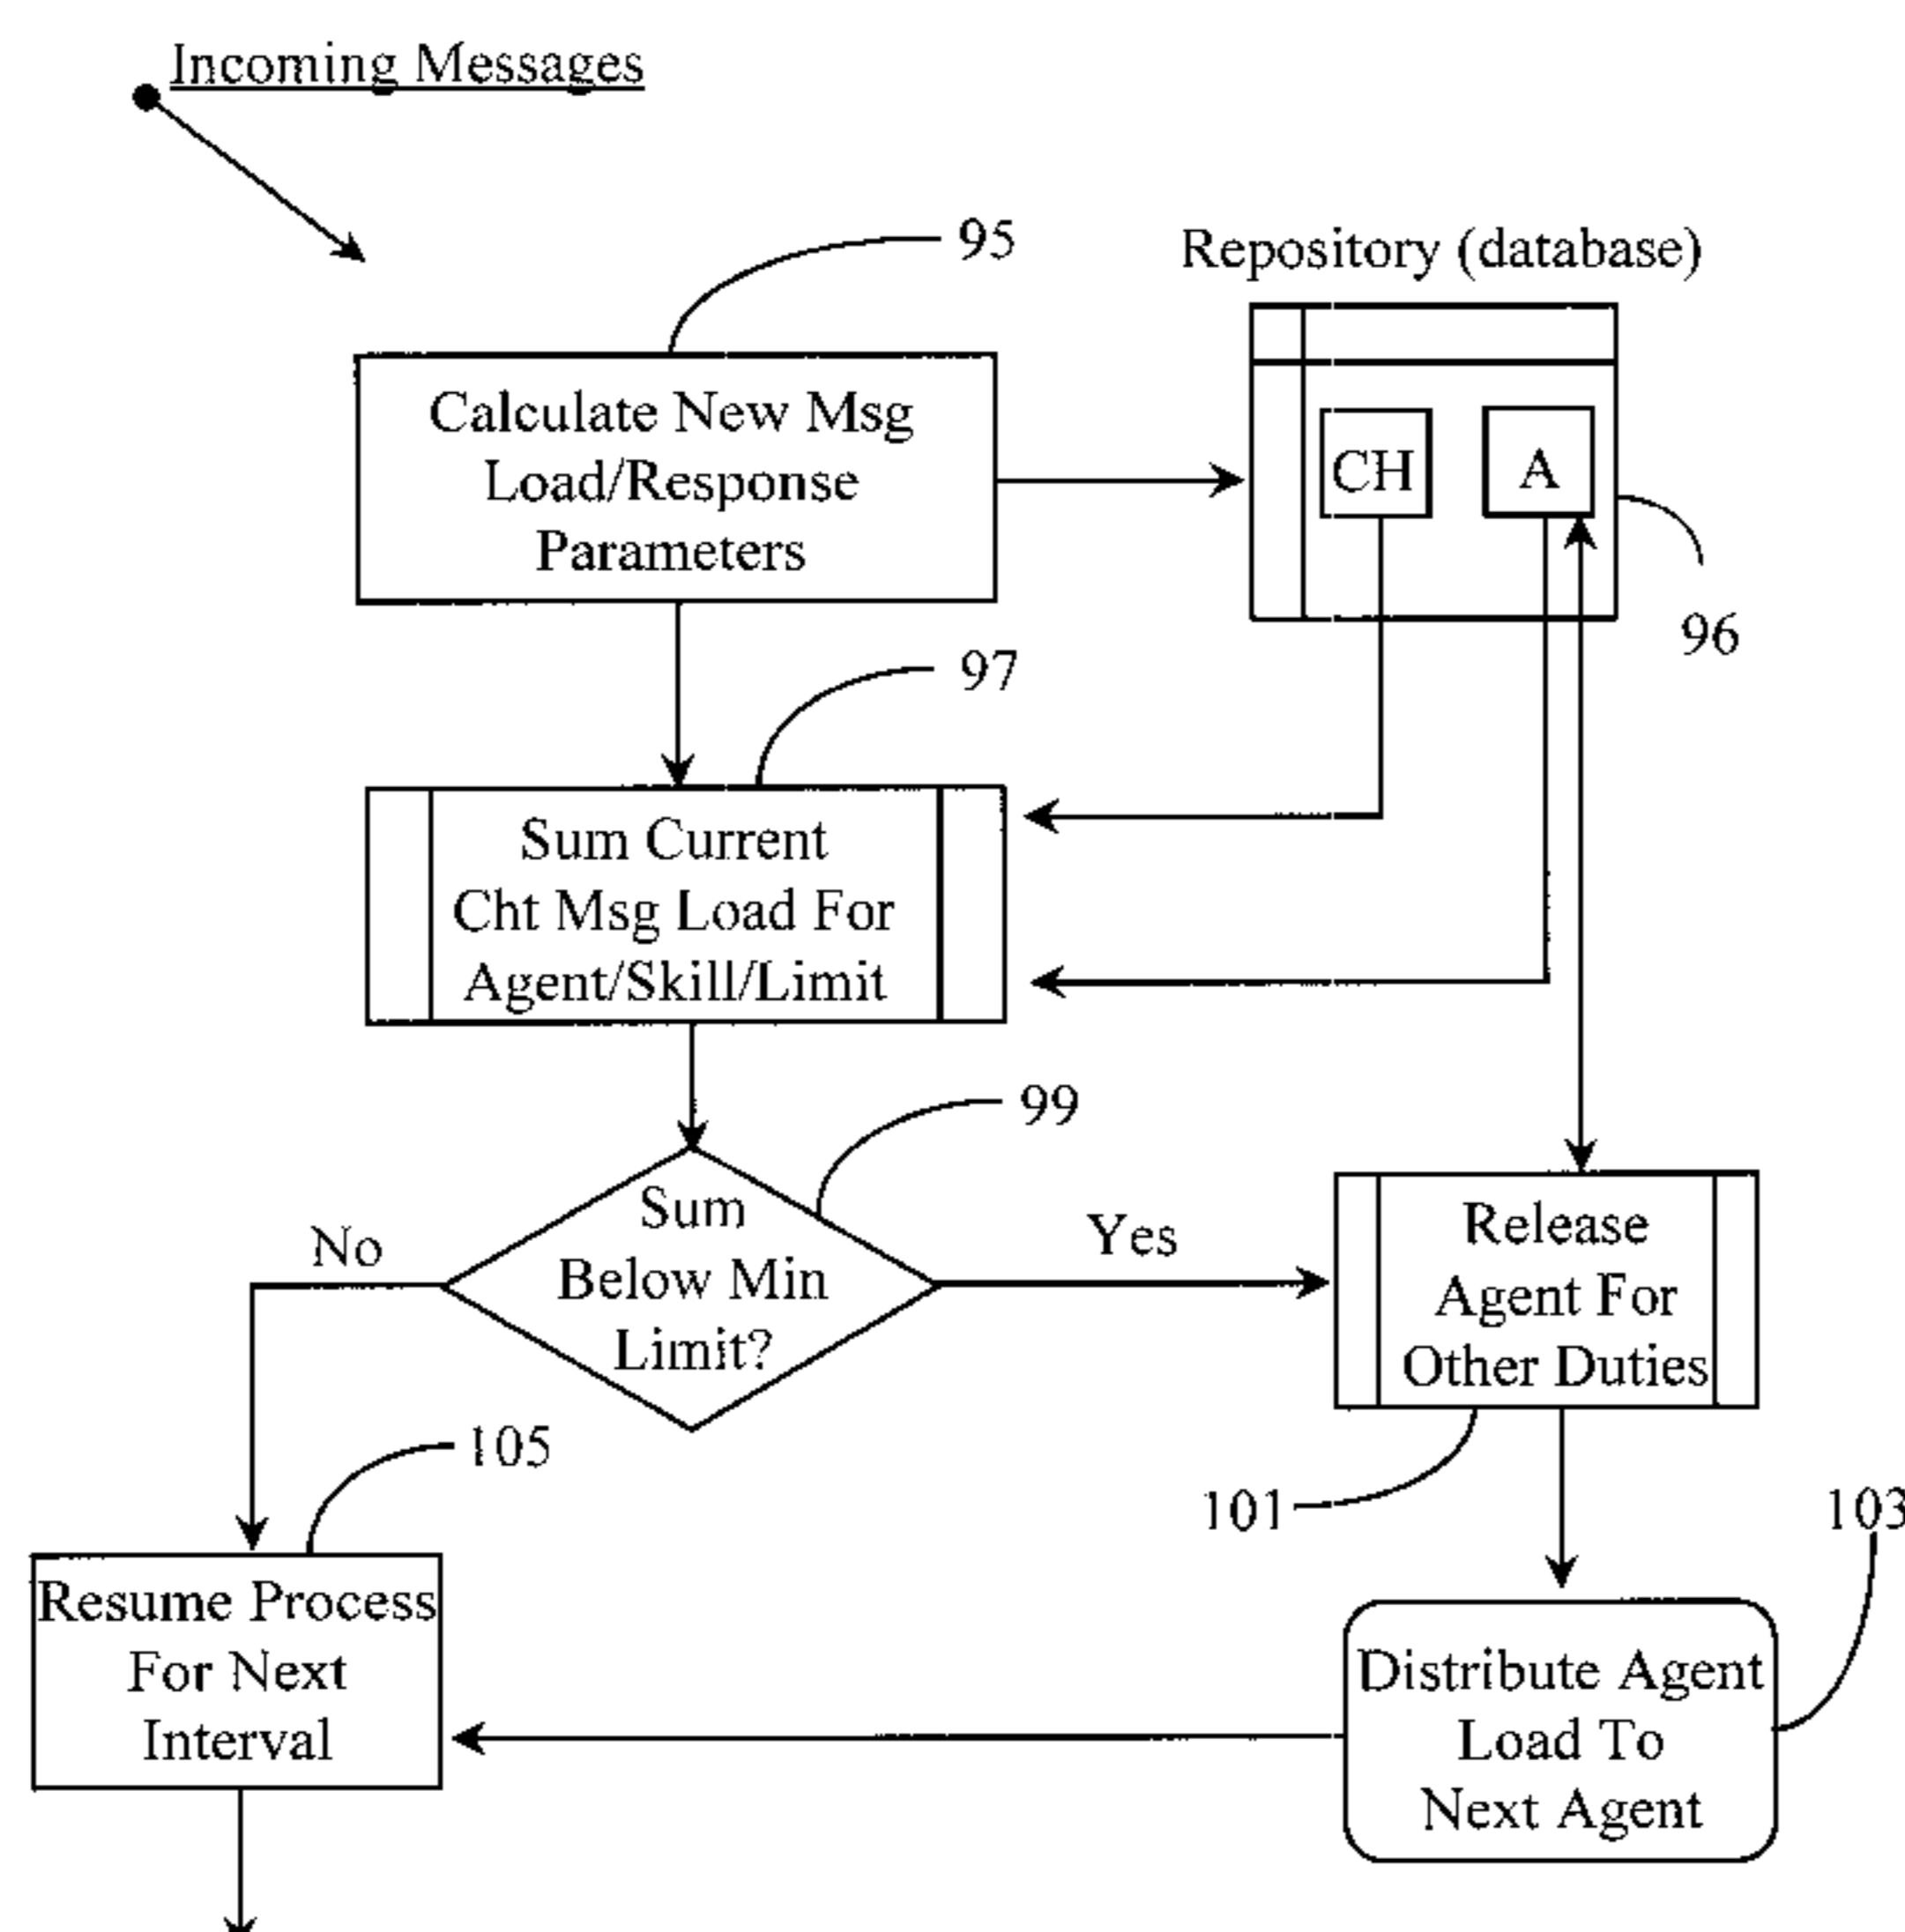 Incoming Messages
95
Repository (database)
Calculate New Msg
Load/Response
Parameters
CH
A
96
97
Sum Current
Cht Msg Load For
Agent/Skill/Limit
99
Sum
Below Min
Limit?
No
Yes
Release
Agent For
Other Duties
105
101
103
Resume Process
For Next
Interval
Distribute Agent
Load To
Next Agent